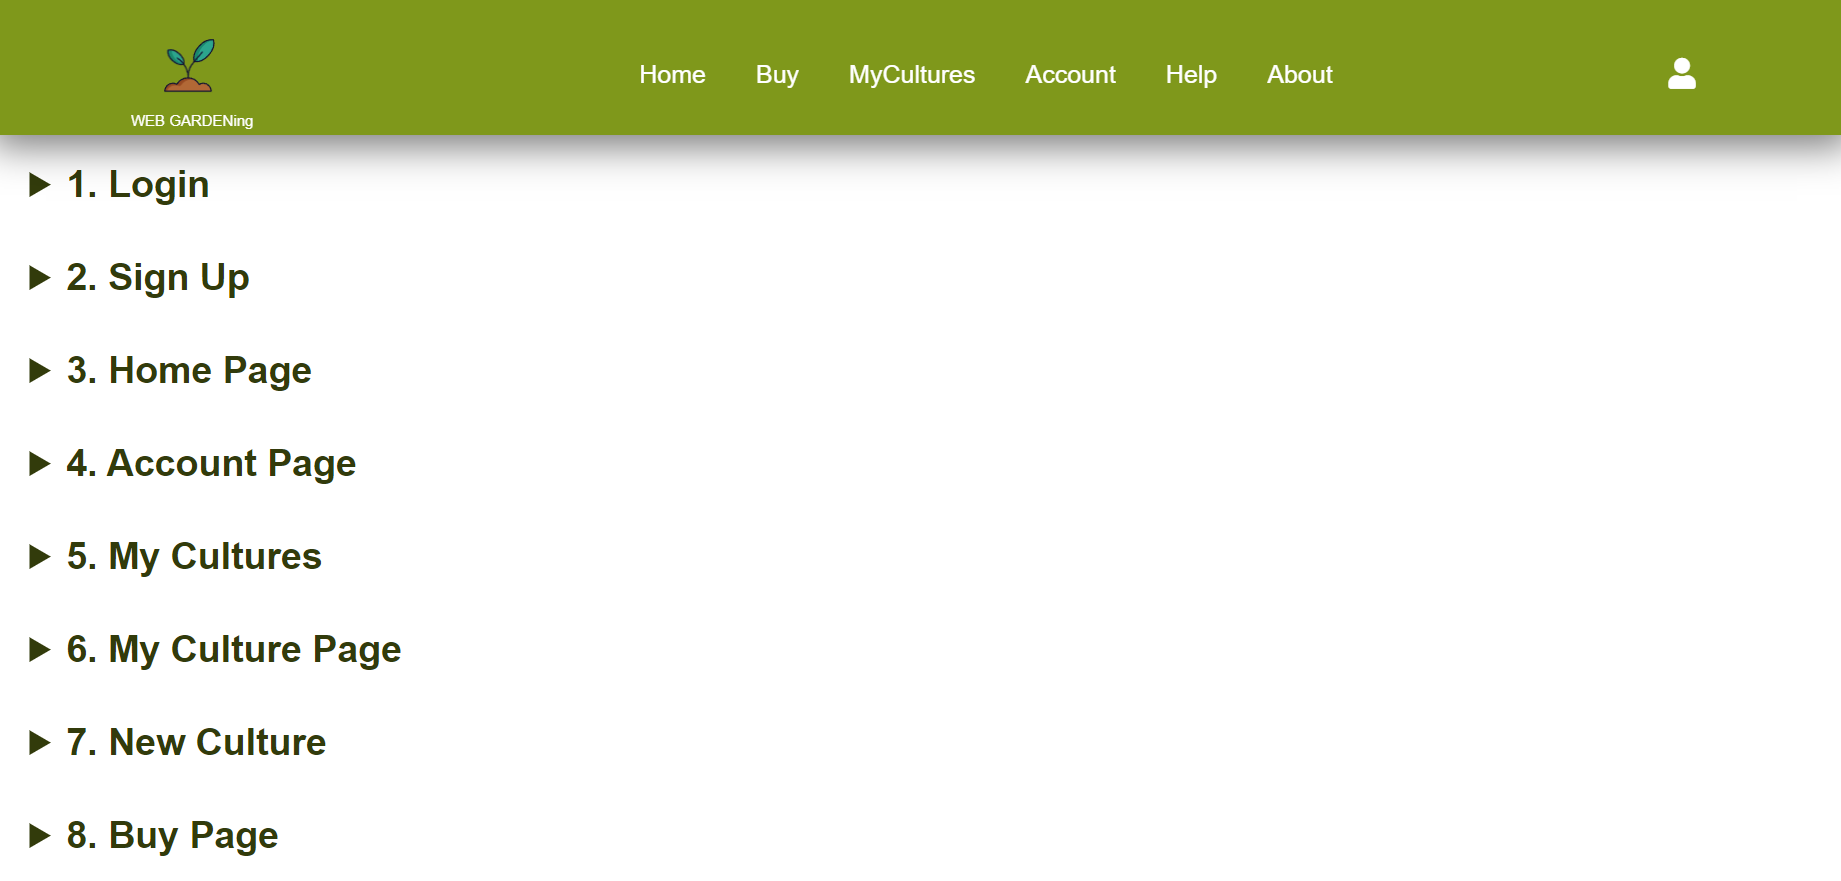 WEB GARDENing
Home Buy MyCultures Account Help About
1. Login
2. Sign Up
3. Home Page
4. Account Page
5. My Cultures
6. My Culture Page
7. New Culture
8. Buy Page